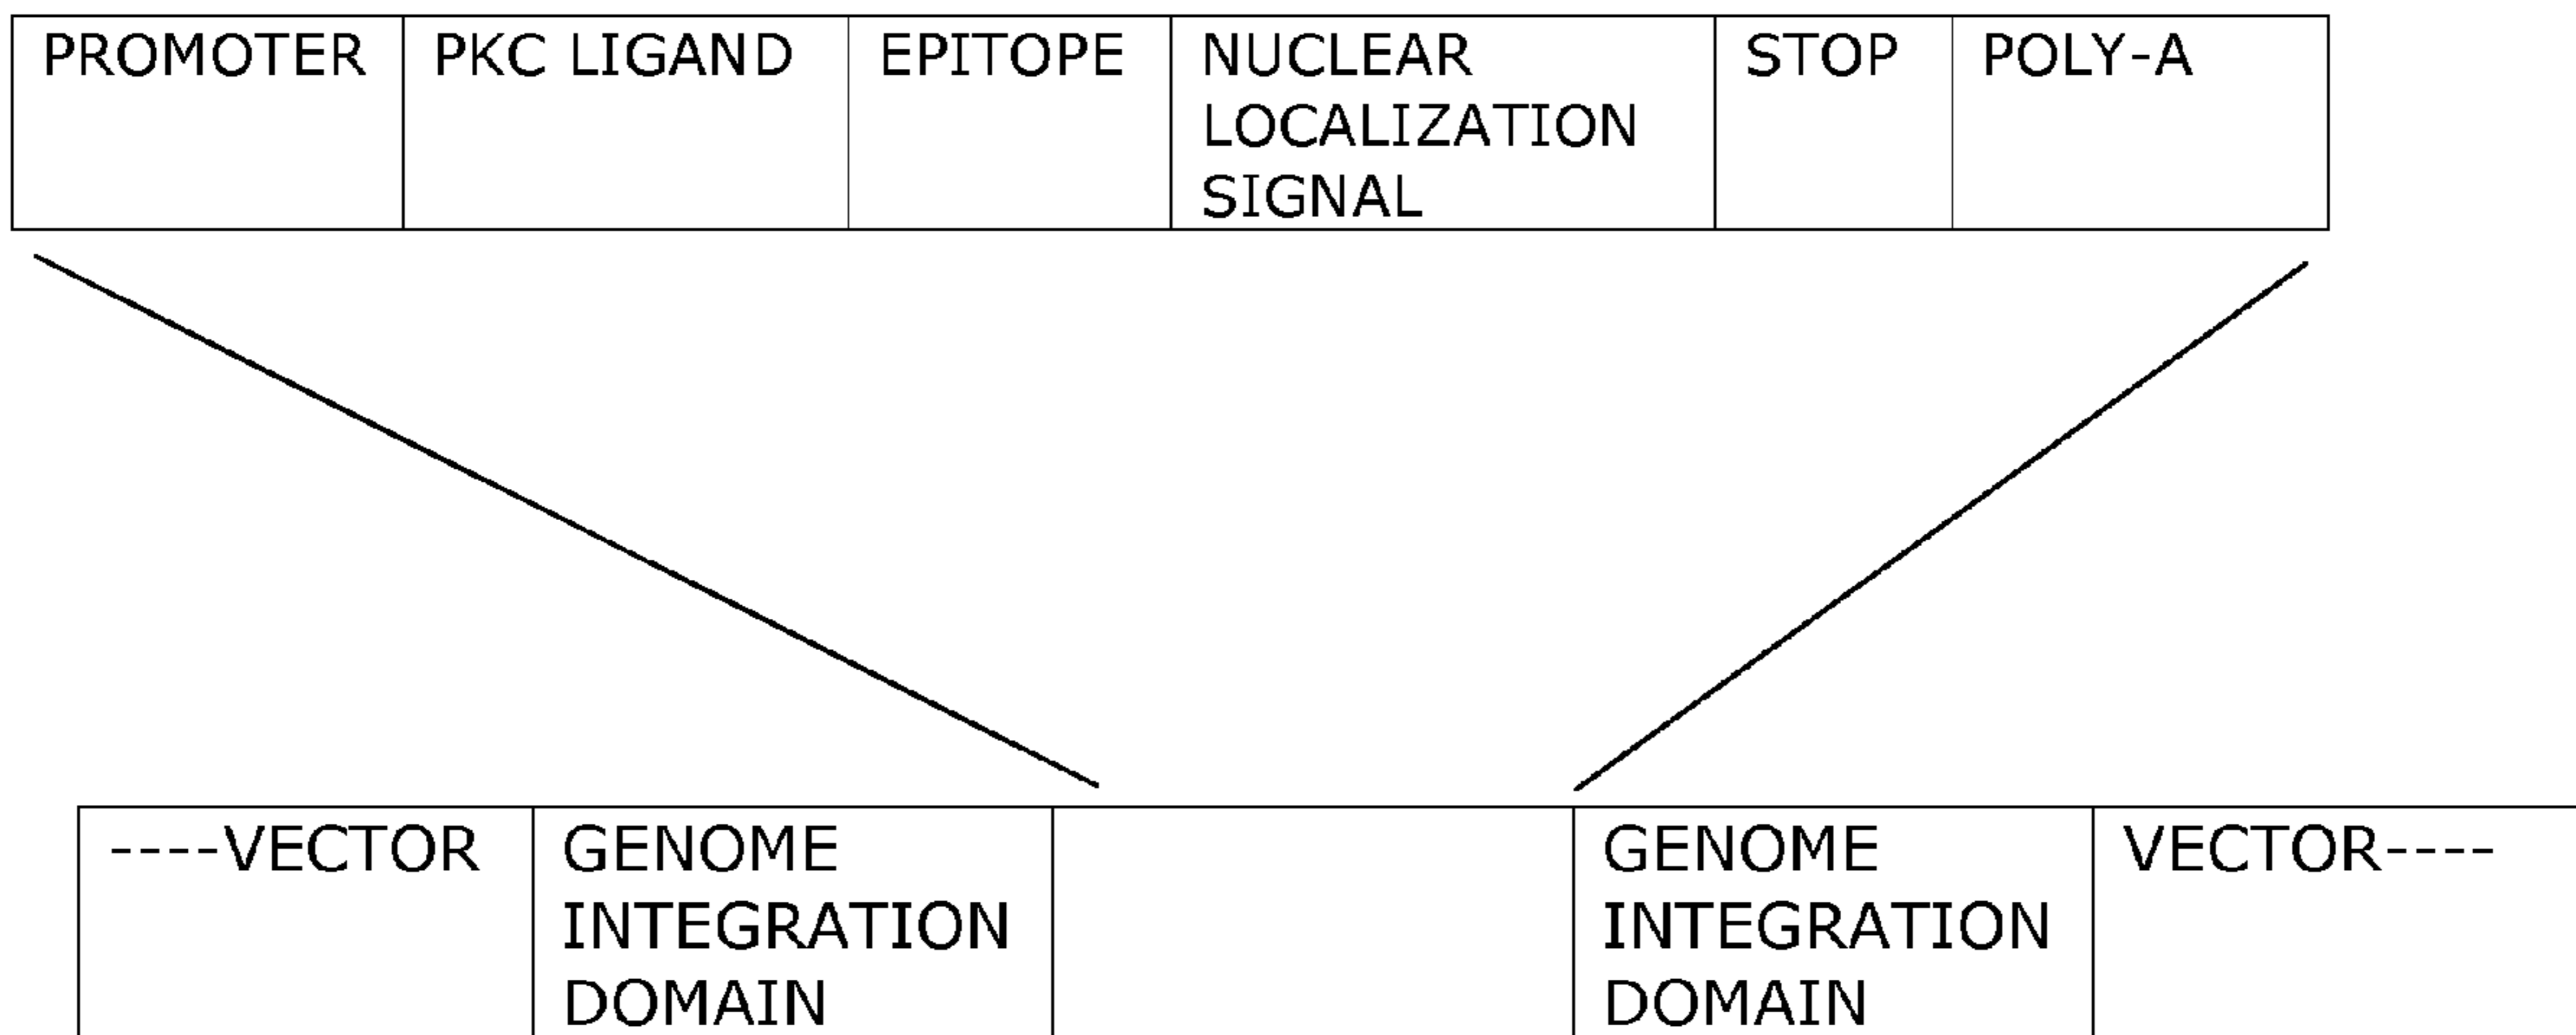 PROMOTER
PKC LIGAND
EPITOPE
NUCLEAR
LOCALIZATION
SIGNAL
STOP
POLY-A
----VECTOR
GENOME
INTEGRATION
DOMAIN
GENOME
INTEGRATION
DOMAIN
VECTOR----